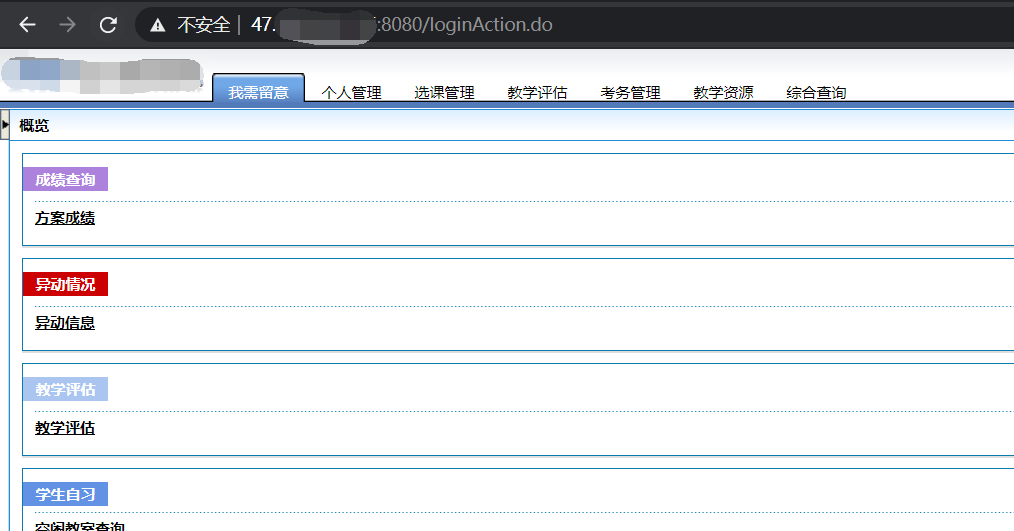 不安全 47. :8080/loginAction.do
我需留意 个人管理 选课管理 教学评估 考务管理 教学资源 综合查询
概览
成绩查询
方案成绩
异动情况
异动信息
教学评估
教学评估
学生自习
空闲教室查询